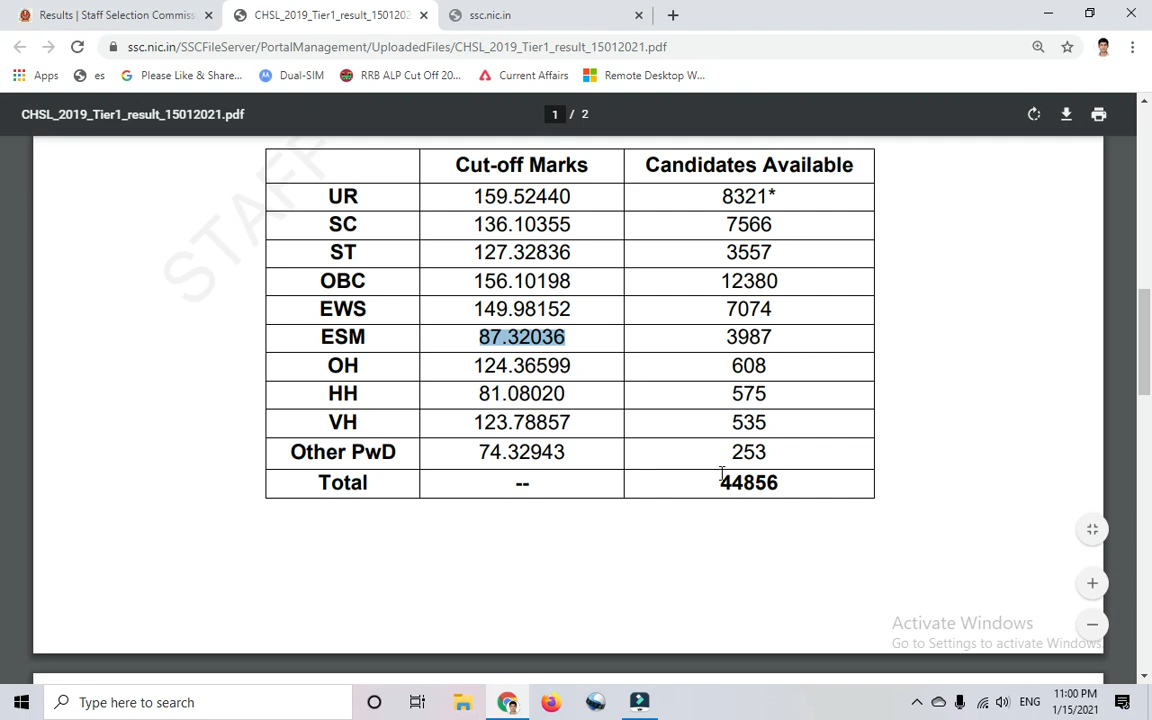 Results | Staff Selection Commiss
CHSL_2019_Tier1_result_1501202
ssc.nic.in
ssc.nic.in/SSCFileServer/PortalManagement/UploadedFiles/CHSL_2019_Tier1_result_15012021.pdf
Apps es Please Like & Share... Dual-SIM RRB ALP Cut Off 20... Current Affairs Remote Desktop W...
CHSL_2019_Tier1_result_15012021.pdf 1 / 2
STAFF
Cut-off Marks Candidates Available
UR 159.52440 8321*
SC 136.10355 7566
ST 127.32836 3557
OBC 156.10198 12380
EWS 149.98152 7074
ESM 87.32036 3987
OH 124.36599 608
HH 81.08020 575
VH 123.78857 535
Other PwD 74.32943 253
Total -- 44856
Activate Windows
Go to Settings to activate Windows.
Type here to search
ENG
11:00 PM
1/15/2021